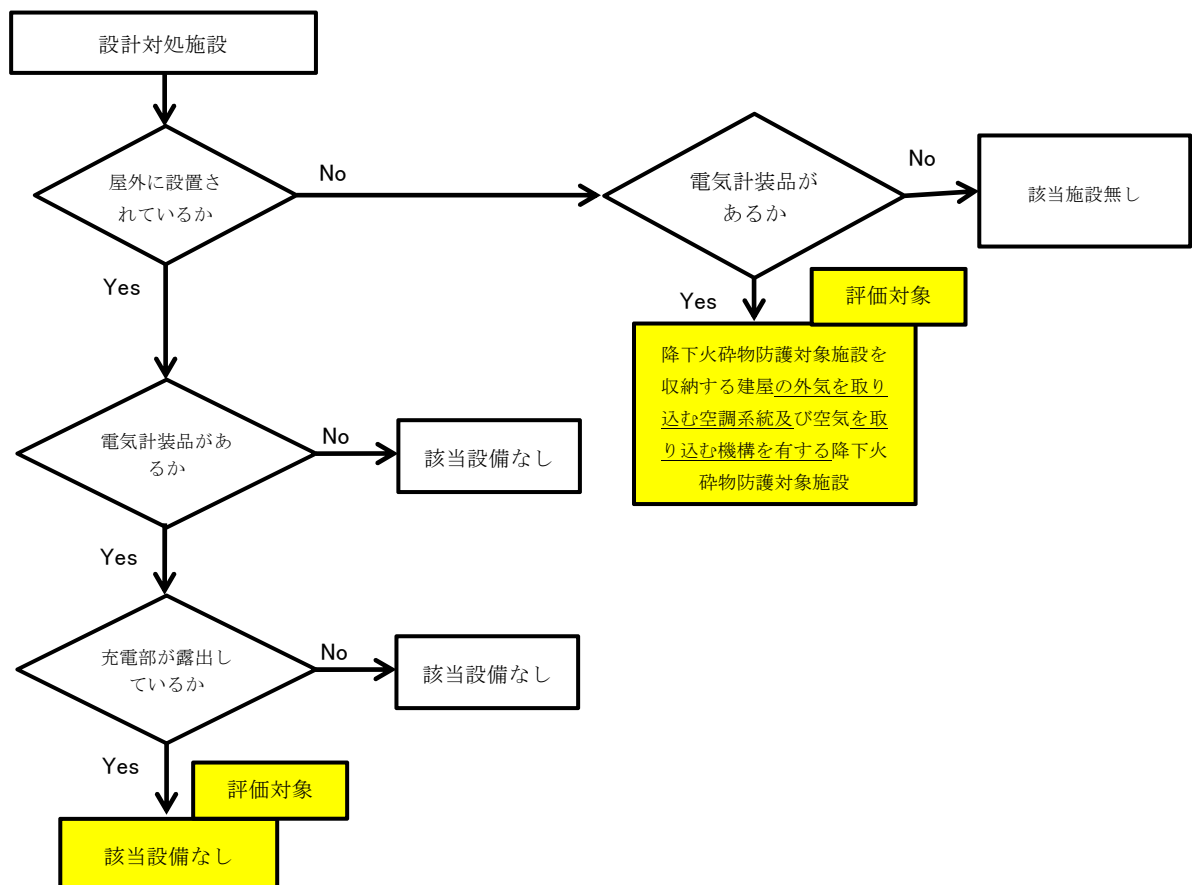 設計対処施設
屋外に設置さ
れているか
No
電気計装品が
あるか
No
該当施設無し
Yes
Yes
評価対象
降下火砕物防護対象施設を
収納する建屋の外気を取り
込む空調系統及び空気を取
り込む機構を有する降下火
砕物防護対象施設
電気計装品があ
るか
No
該当設備なし
Yes
充電部が露出し
ているか
No
該当設備なし
Yes
評価対象
該当設備なし